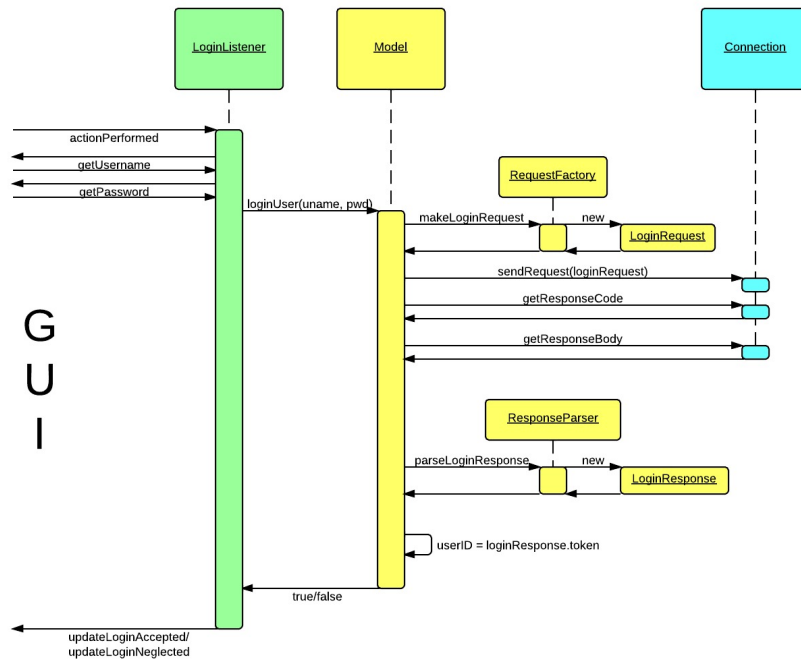 LoginListener
Model
Connection
actionPerformed
getUsername
getPassword
loginUser(uname, pwd)
RequestFactory
makeLoginRequest
new
LoginRequest
sendRequest(loginRequest)
getResponseCode
getResponseBody
G
U
I
ResponseParser
parseLoginResponse
new
LoginResponse
userID = loginResponse.token
true/false
updateLoginAccepted/
updateLoginNeglected